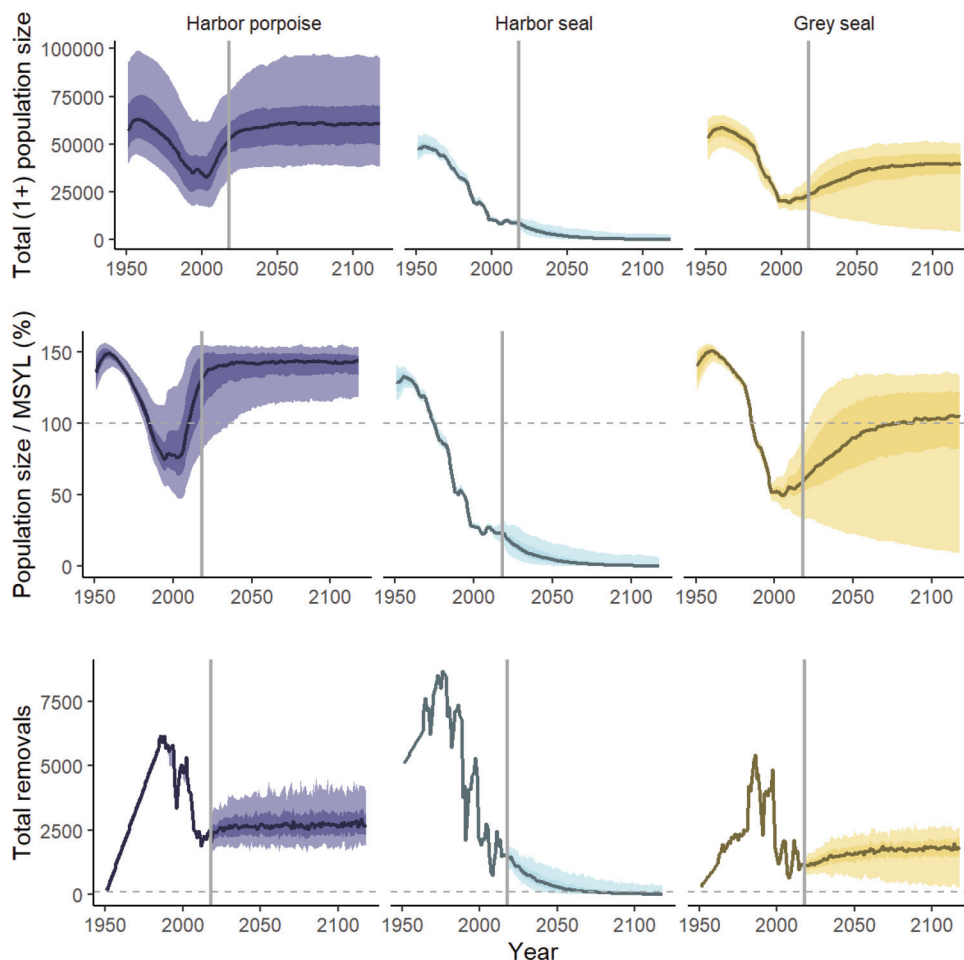 Harbor porpoise Harbor seal Grey seal
Total (1+) population size
100000
75000
50000
25000
0
1950 2000 2050 2100 1950 2000 2050 2100 1950 2000 2050 2100
Population size / MSYL (%)
150
100
50
0
1950 2000 2050 2100 1950 2000 2050 2100 1950 2000 2050 2100
Total removals
7500
5000
2500
0
1950 2000 2050 2100 1950 2000 2050 2100 1950 2000 2050 2100
Year